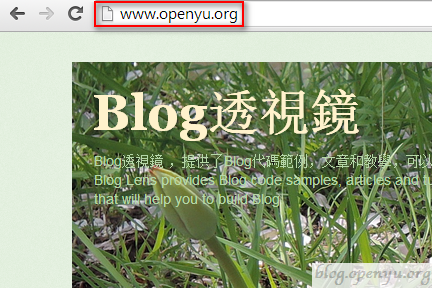 www.openyu.org
Blog透視鏡
Blog透視鏡 ，提供了Blog代碼範例，文章和教學，可以
Blog Lens provides Blog code samples, articles and tu
that will help you to build Blog.
blog.openyu.org